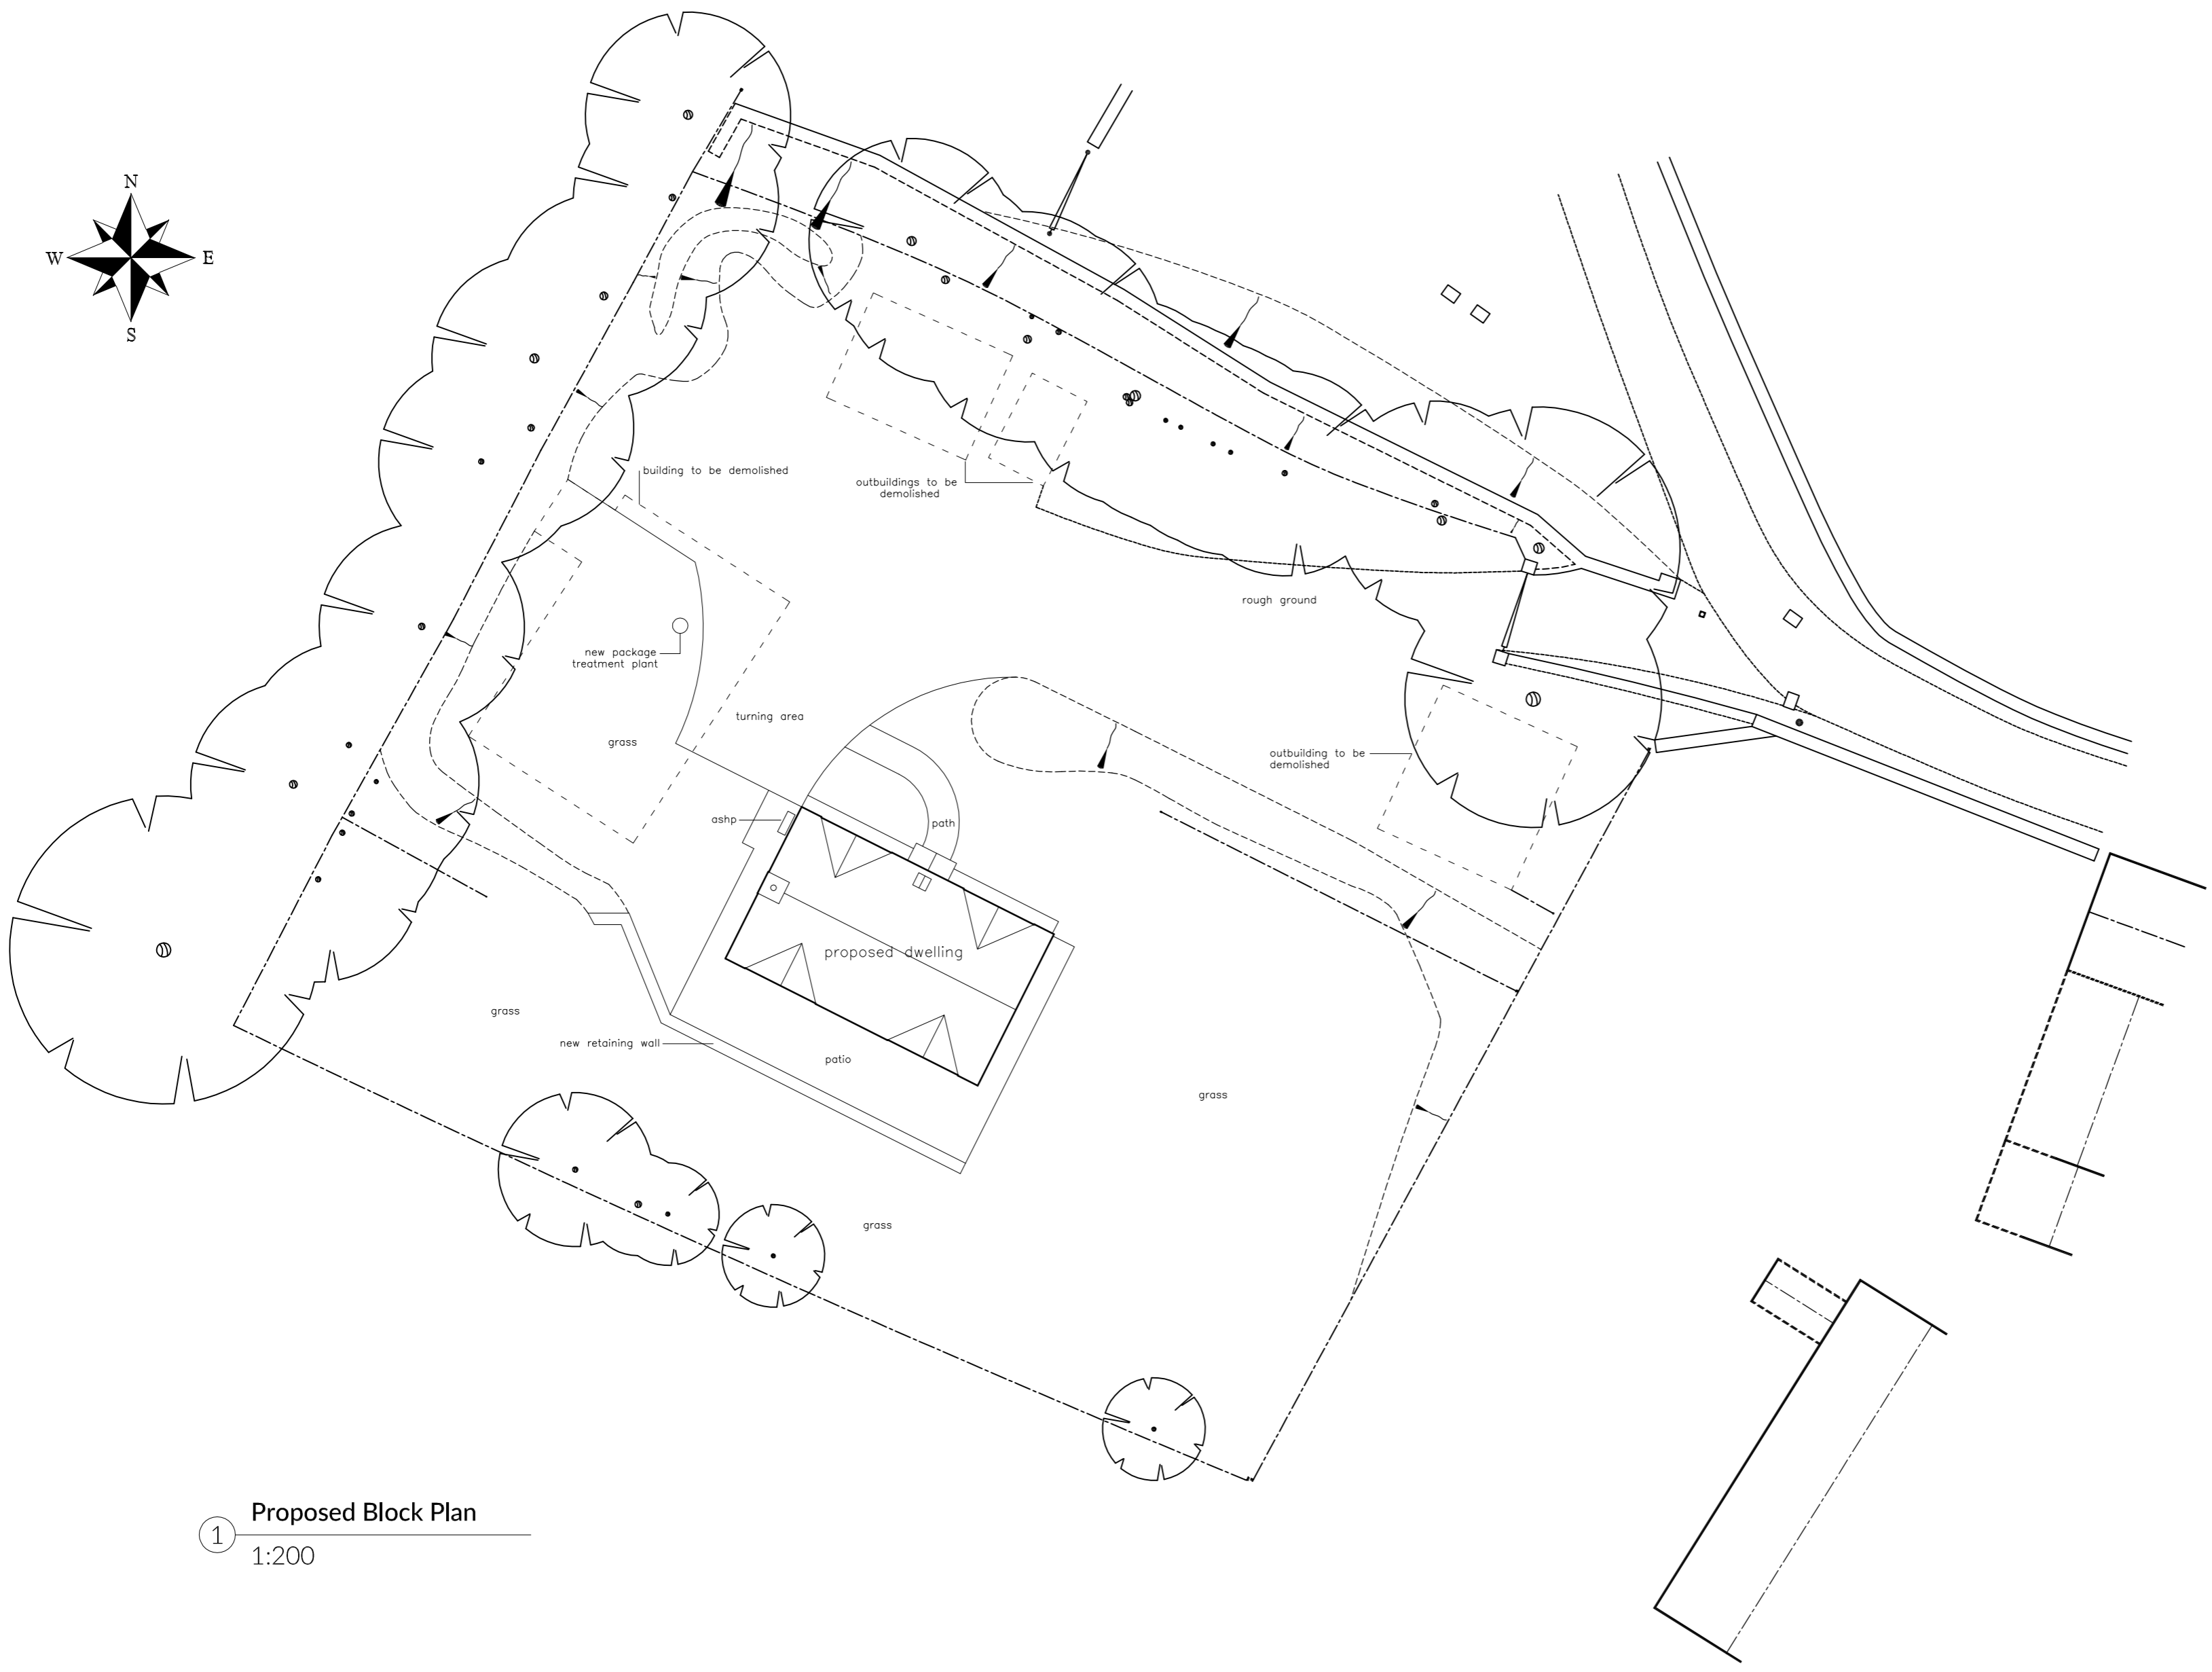 N
W
E
S
building to be demolished
outbuildings to be
demolished
rough ground
new package
treatment plant
turning area
grass
outbuilding to be
demolished
ashp
path
proposed dwelling
grass
new retaining wall
patio
grass
grass
Proposed Block Plan
1
1:200